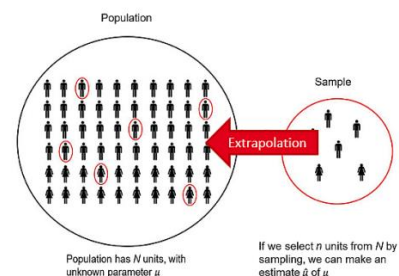 Population
Sample
Extrapolation
Population has N units, with
unknown parameter μ
If we select n units from N by
sampling, we can make an
estimate μ̂ of μ